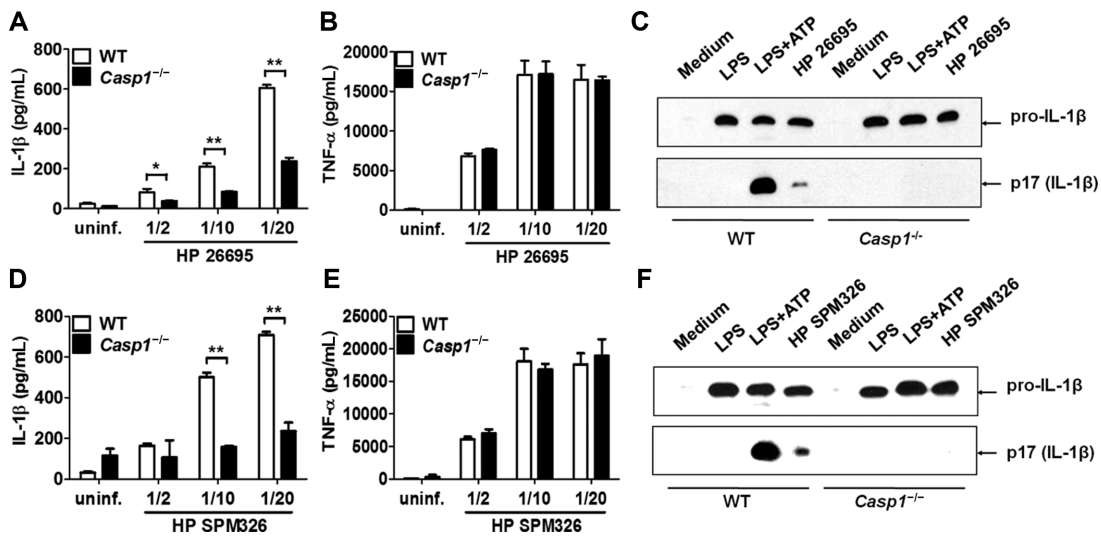 A
IL-1β (pg/mL)
800
600
400
200
0
WT
Casp1−/−
*
**
**
uninf. 1/2 1/10 1/20
HP 26695
B
TNF-α (pg/mL)
20000
15000
10000
5000
0
WT
Casp1−/−
uninf. 1/2 1/10 1/20
HP 26695
C
Medium LPS LPS+ATP HP 26695 Medium LPS LPS+ATP HP 26695
pro-IL-1β
p17 (IL-1β)
WT Casp1-/-
D
IL-1β (pg/mL)
800
600
400
200
0
WT
Casp1−/−
**
**
uninf. 1/2 1/10 1/20
HP SPM326
E
TNF-α (pg/mL)
25000
20000
15000
10000
5000
0
WT
Casp1−/−
uninf. 1/2 1/10 1/20
HP SPM326
F
Medium LPS LPS+ATP HP SPM326 Medium LPS LPS+ATP HP SPM326
pro-IL-1β
p17 (IL-1β)
WT Casp1−/−